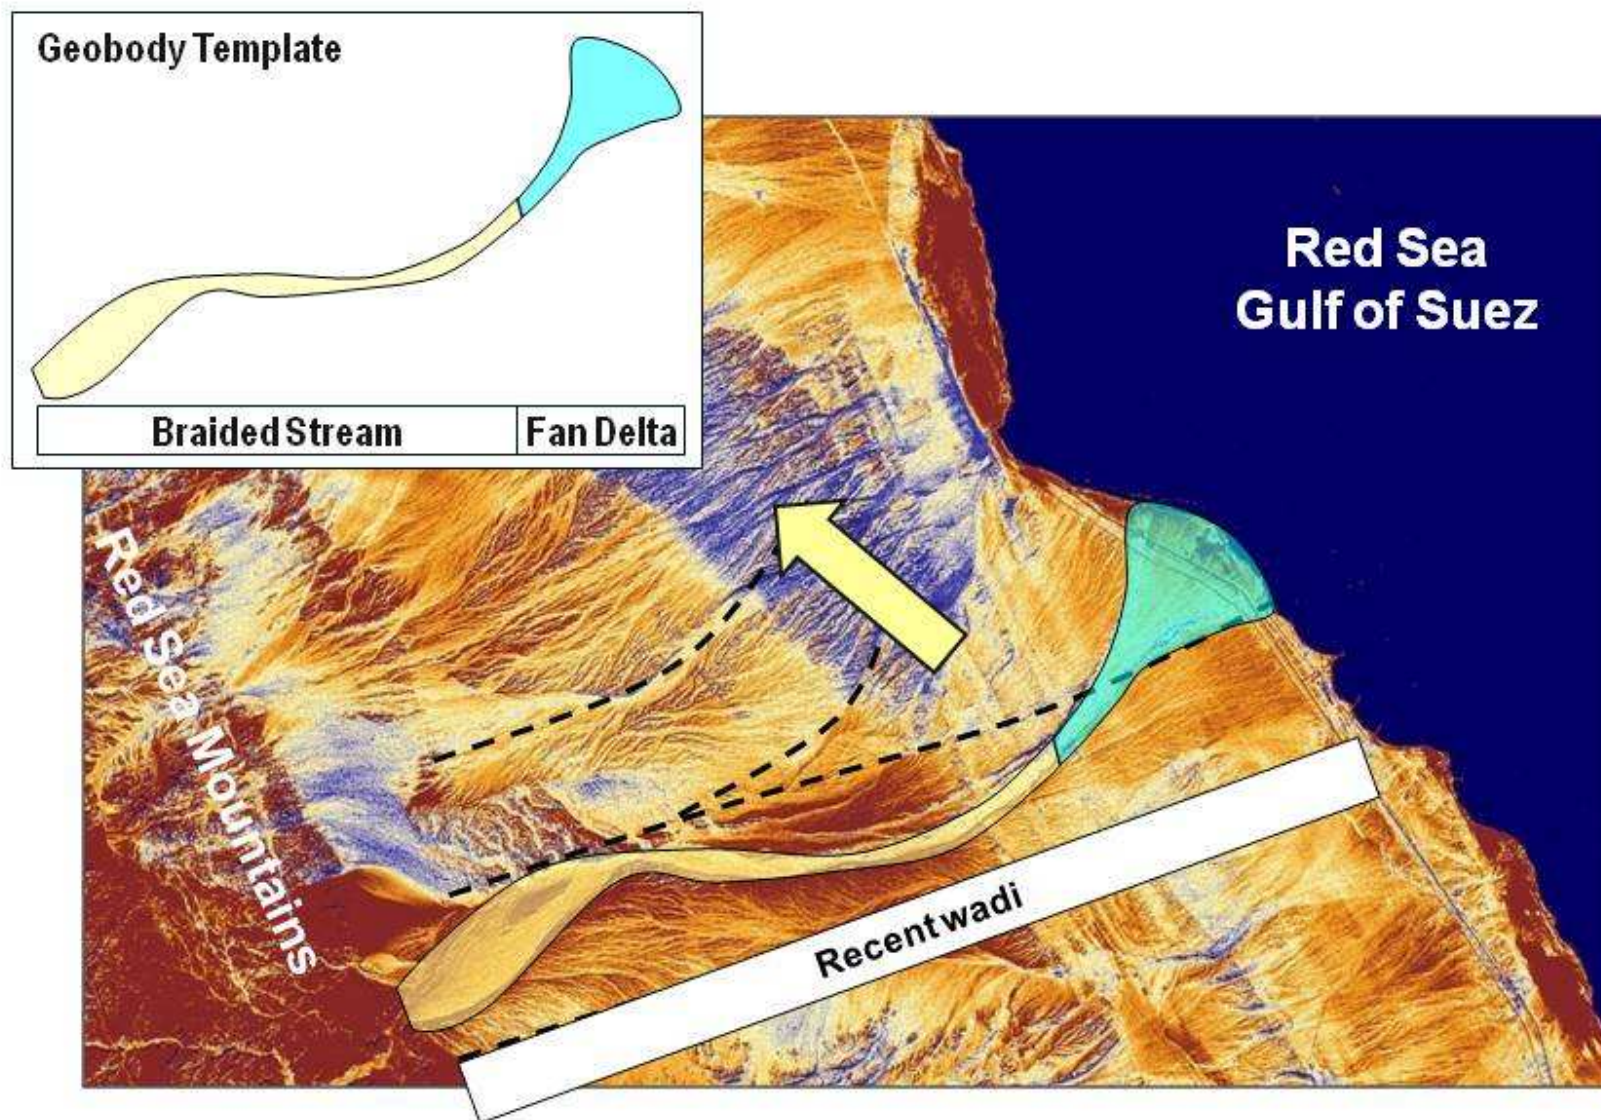 Geobody Template
Braided Stream
Fan Delta
Red Sea
Gulf of Suez
Red Sea Mountains
Recent wadi